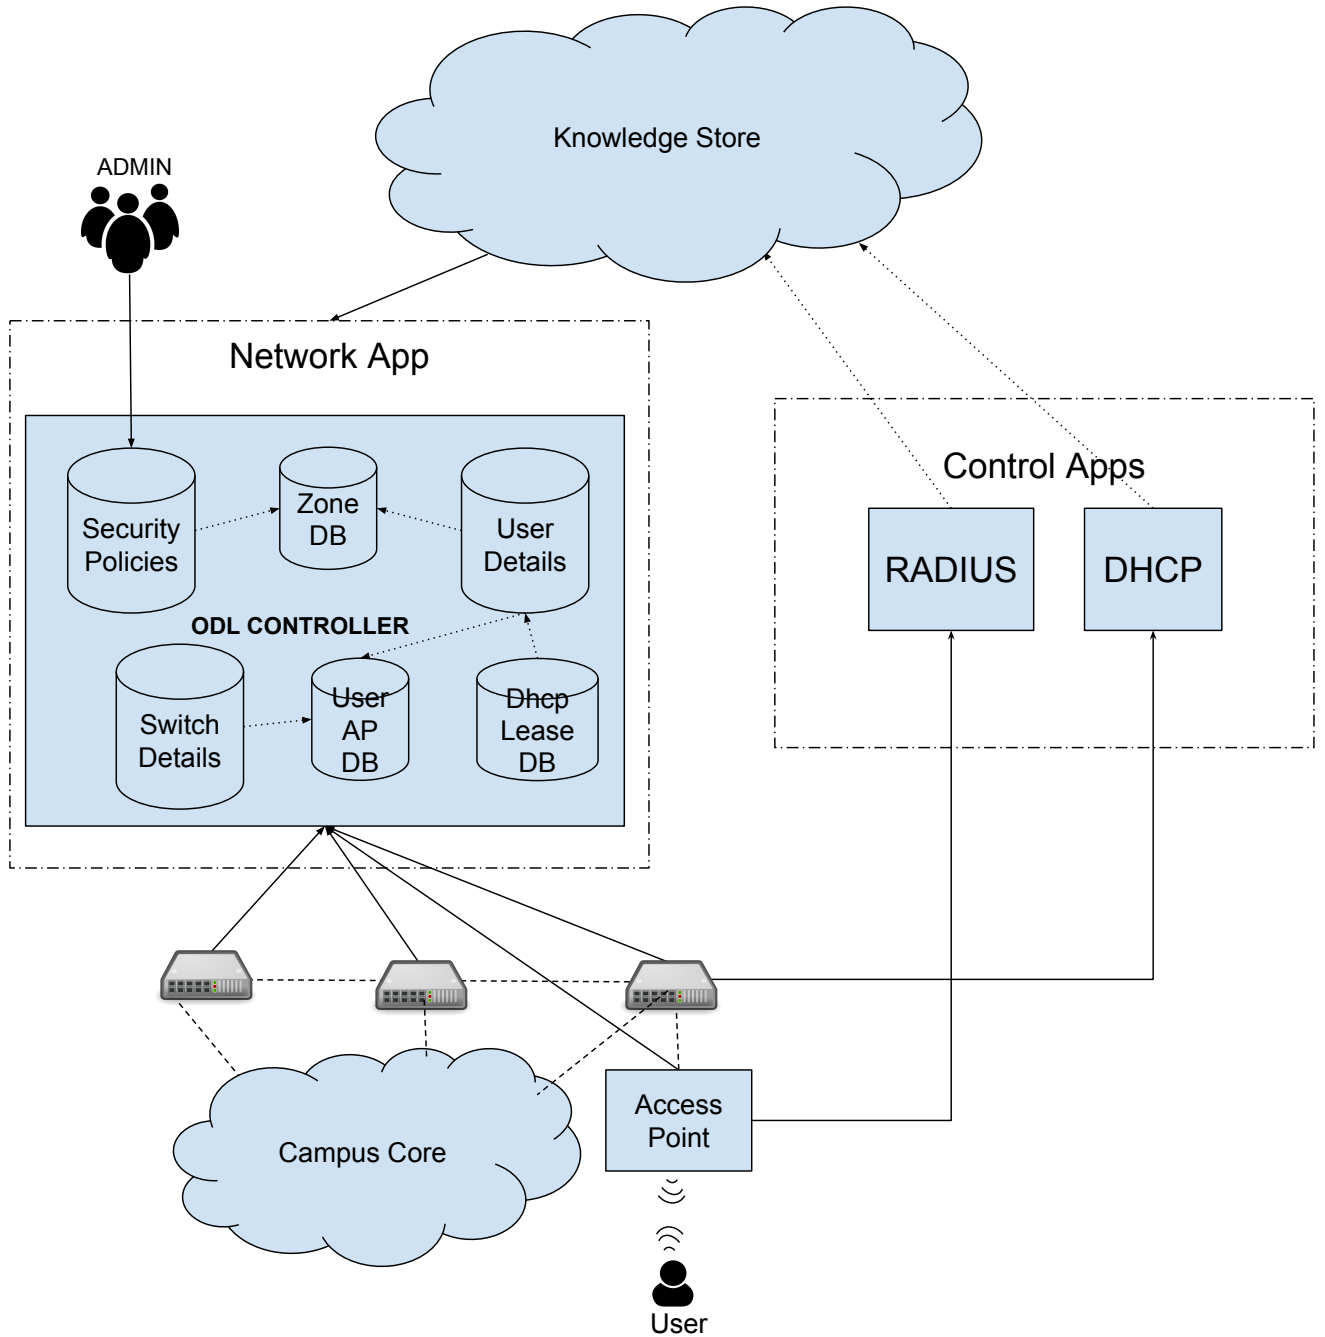 Knowledge Store
ADMIN
Network App
Control Apps
Security
Policies
Zone
DB
User
Details
RADIUS
DHCP
ODL CONTROLLER
Switch
Details
User
AP
DB
Dhcp
Lease
DB
Access
Point
Campus Core
User